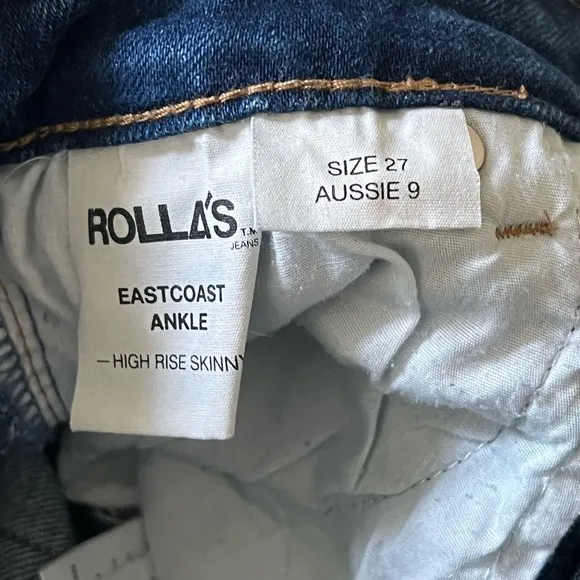 ROLLA'S
T.M
JEANS
EASTCOAST
ANKLE
—HIGH RISE SKINNY
SIZE 27
AUSSIE 9